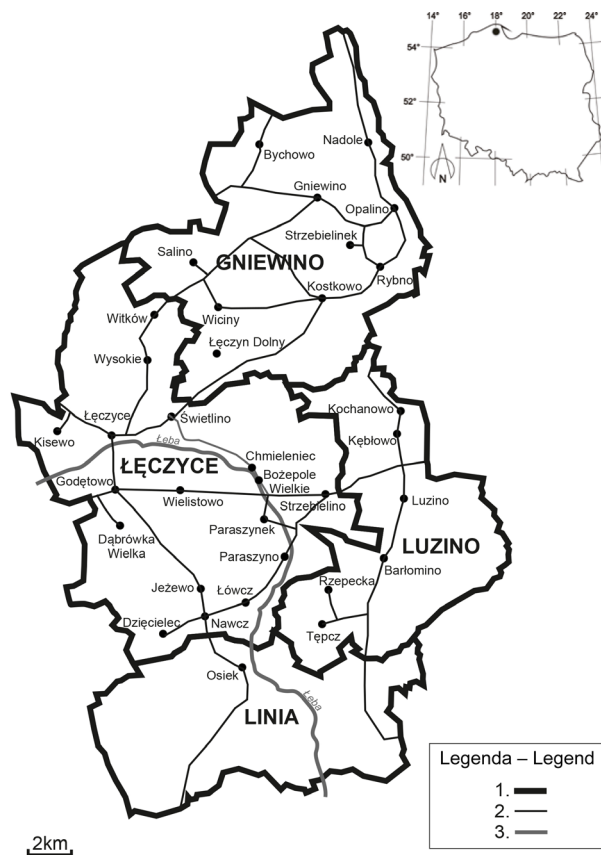 14° 16° 18° 20° 22° 24°
54°
52°
50°
N
Nadole
Bychowo
Gniewino
Opalino
Strzebielinek
Salino
GNIEWINO
Rybno
Kostkowo
Witków
Wiciny
Łęczyn Dolny
Wysokie
Kochanowo
Łęczyce
Świetlino
Kębłowo
Kisewo
Łeba
Chmieleniec
ŁĘCZYCE
Bożepole
Wielkie
Godętowo
Wielistowo
Strzebielino
Luzino
Paraszynek
Dąbrówka
Wielka
LUZINO
Paraszyno
Barłomino
Rzepecka
Jeżewo
Łówcz
Dzięcielec
Nawcz
Tępcz
Osiek
Łeba
LINIA
Legenda – Legend
1.
2.
3.
2km